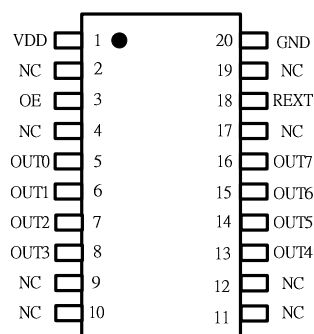 VDD 1 20 GND
NC 2 19 NC
OE 3 18 REXT
NC 4 17 NC
OUT0 5 16 OUT7
OUT1 6 15 OUT6
OUT2 7 14 OUT5
OUT3 8 13 OUT4
NC 9 12 NC
NC 10 11 NC